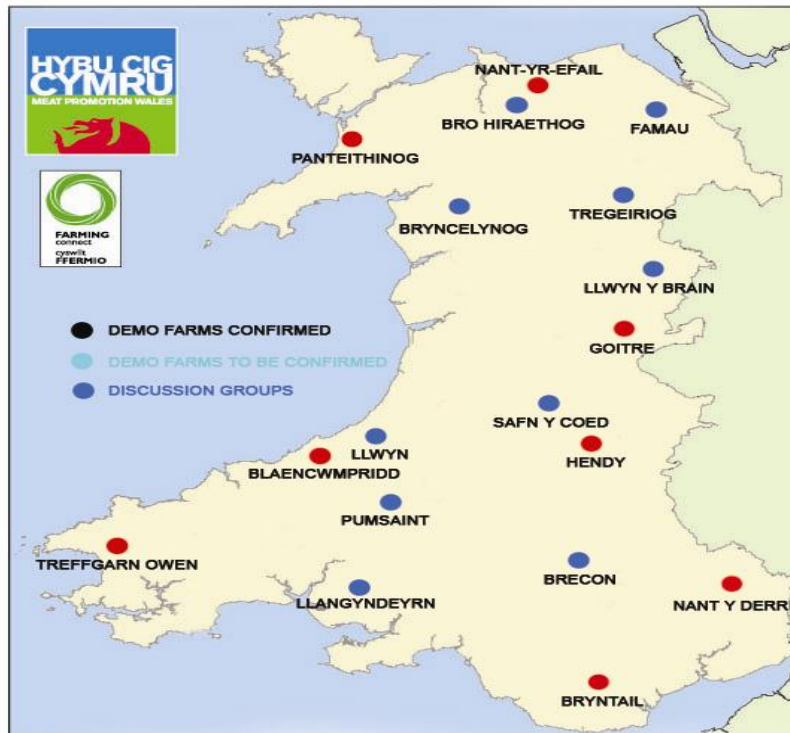 HYBU CIG
CYMRU
MEAT PROMOTION WALES
FARMING
connect
cyswllt
FFERMIO
NANT-YR-EFAIL
BRO HIRAETHOG
FAMAU
PANTEITHINOG
BRYNCELYNOG
TREGEIRIOG
LLWYN Y BRAIN
DEMO FARMS CONFIRMED
DEMO FARMS TO BE CONFIRMED
DISCUSSION GROUPS
GOITRE
SAFN Y COED
LLWYN
HENDY
BLAENCWMPRIDD
PUMSAINT
TREFFGARN OWEN
BRECON
LLANGYNDEYRN
NANT Y DERRI
BRYNTAIL